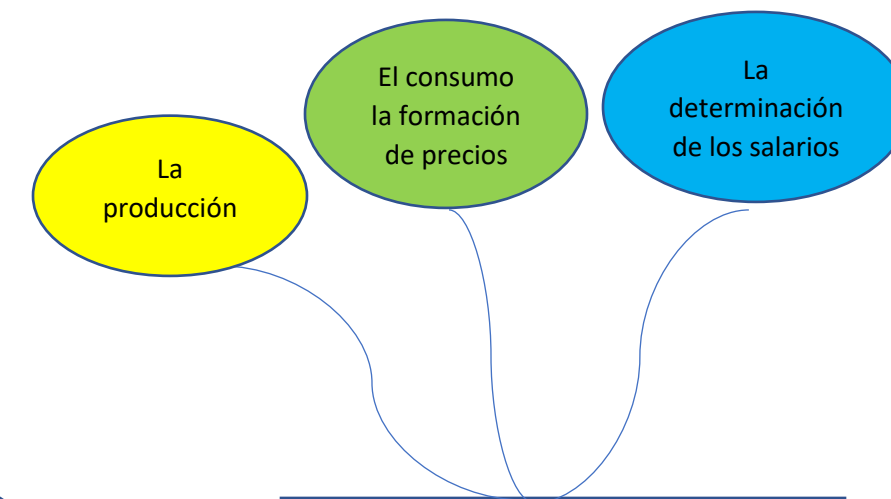 La
producción
El consumo
la formación
de precios
La
determinación
de los salarios